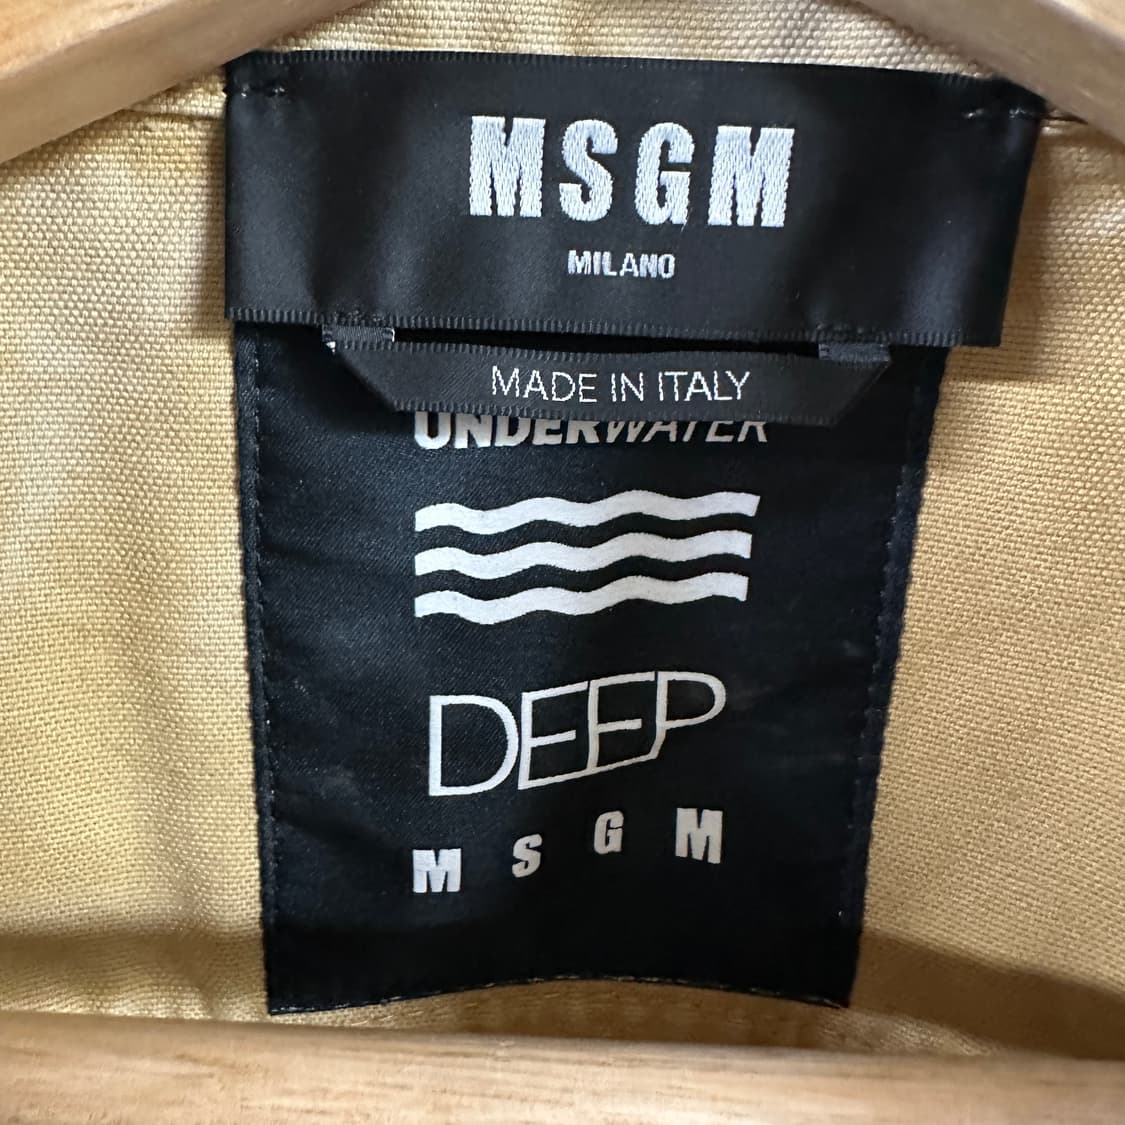 MSGM
MILANO
MADE IN ITALY
UNDERWATER
DEEP
MSGM